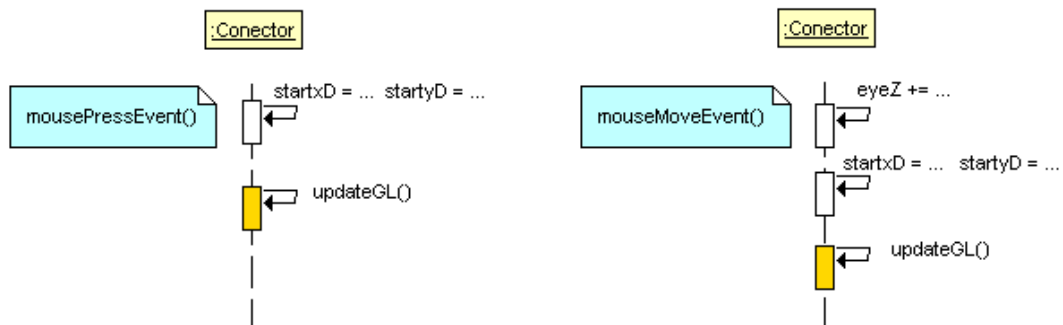 :Conector
startxD = ... startyD = ...
mousePressEvent()
updateGL()
:Conector
eyeZ += ...
mouseMoveEvent()
startxD = ... startyD = ...
updateGL()